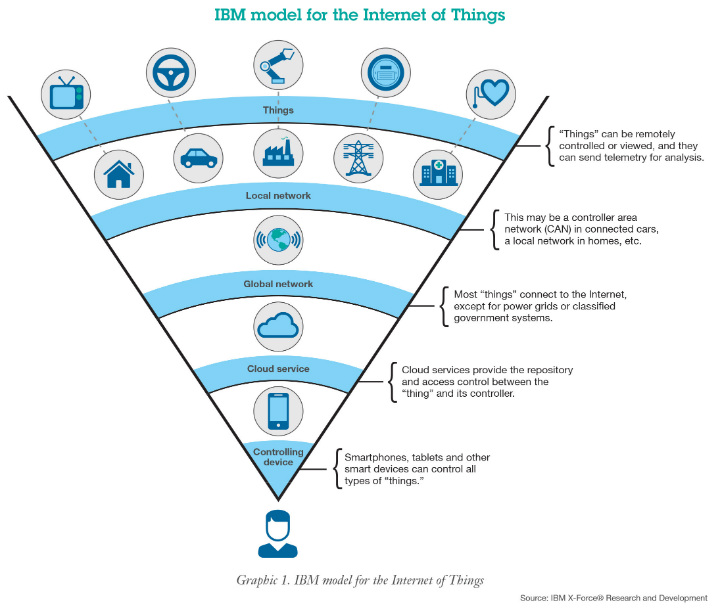 IBM model for the Internet of Things
Things
"Things" can be remotely
controlled or viewed, and they
can send telemetry for analysis.
Local network
This may be a controller area
network (CAN) in connected cars,
a local network in homes, etc.
Global network
Most "things" connect to the Internet,
except for power grids or classified
government systems.
Cloud service
Cloud services provide the repository
and access control between the
"thing" and its controller.
Controlling
device
Smartphones, tablets and other
smart devices can control all
types of "things."
Graphic 1. IBM model for the Internet of Things
Source: IBM X-Force® Research and Development